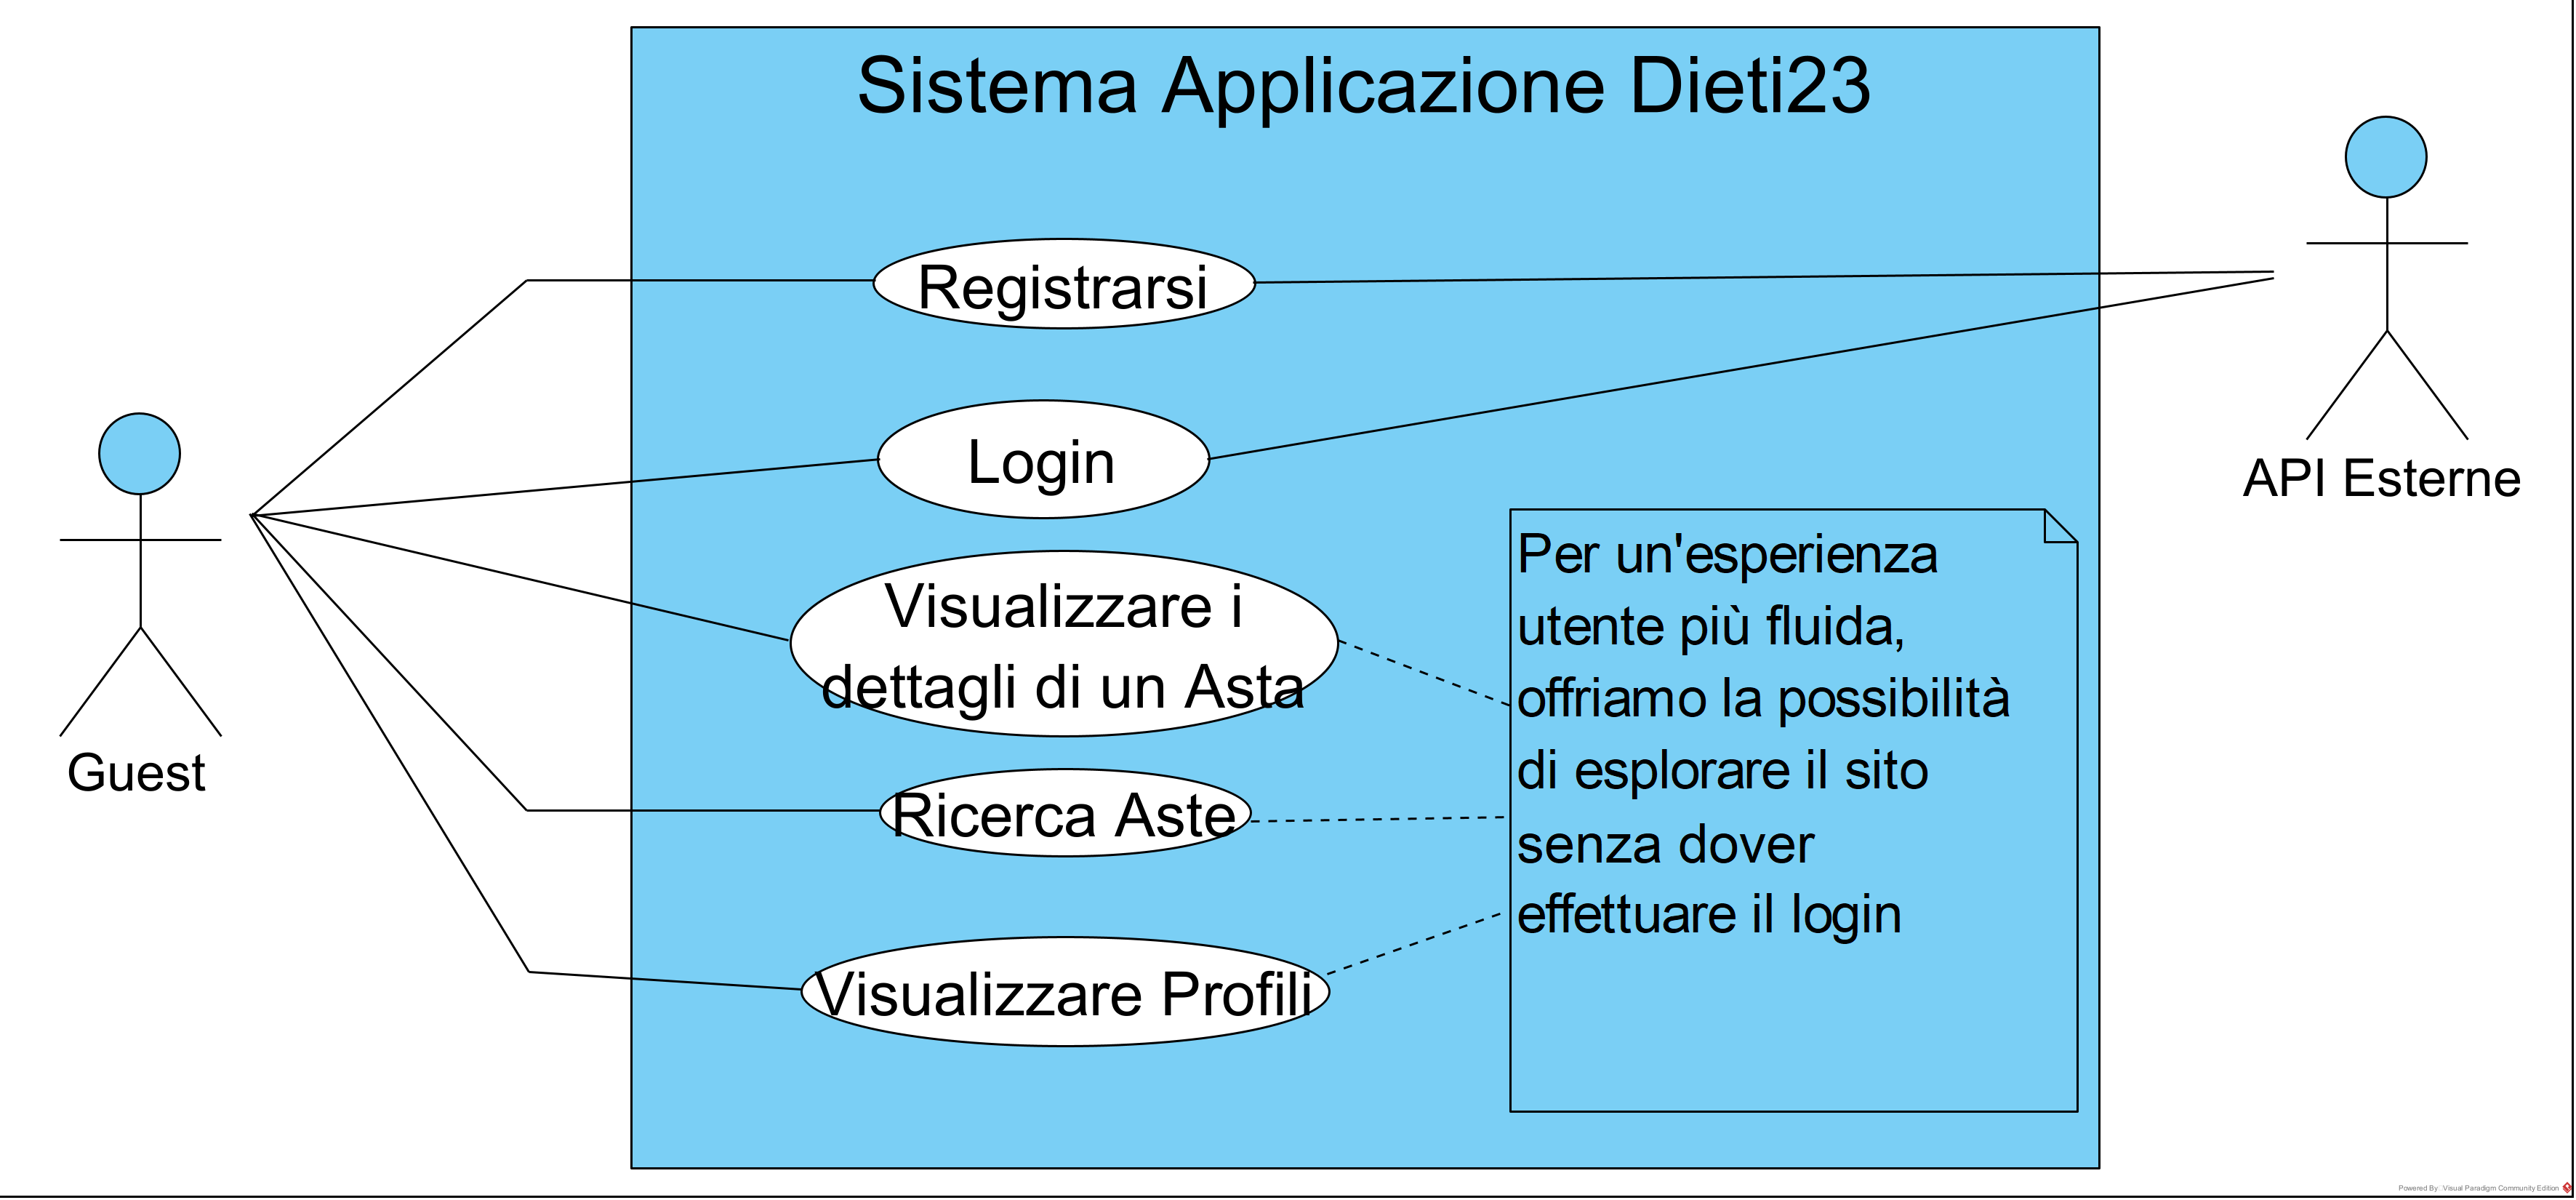 Sistema Applicazione Dieti23
Registrarsi
Login
Visualizzare i
dettagli di un Asta
Ricerca Aste
Visualizzare Profili
Guest
API Esterne
Per un'esperienza
utente più fluida,
offriamo la possibilità
di esplorare il sito
senza dover
effettuare il login
Powered By: Visual Paradigm Community Edition